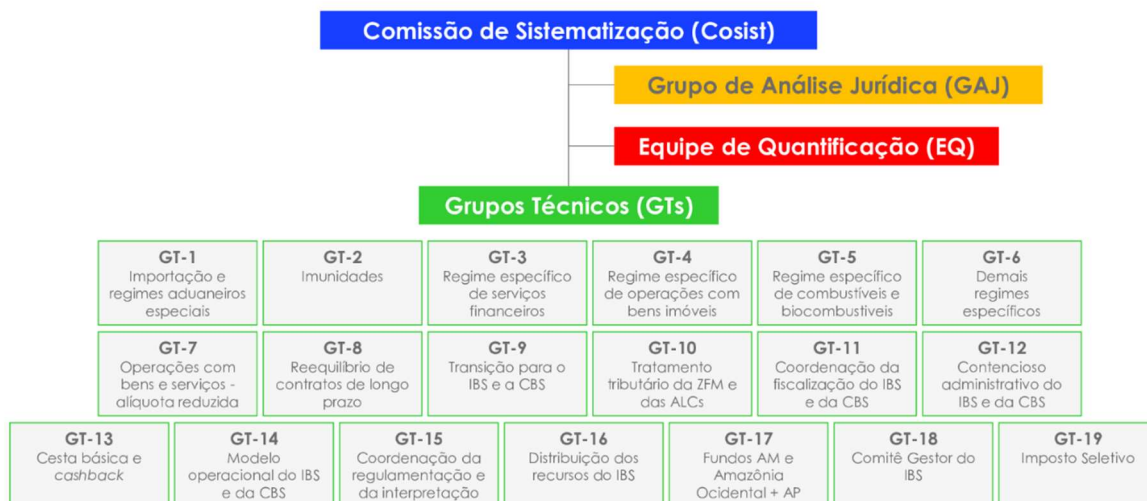 Comissão de Sistematização (Cosist)
Grupo de Análise Jurídica (GAJ)
Equipe de Quantificação (EQ)
Grupos Técnicos (GTs)
GT-1
Importação e
regimes aduaneiros
especiais
GT-2
Imunidades
GT-3
Regime específico
de serviços
financeiros
GT-4
Regime específico
de operações com
bens imóveis
GT-5
Regime específico
de combustíveis e
biocombustiveis
GT-6
Demais
regimes
específicos
GT-7
Operações com
bens e serviços -
alíquota reduzida
GT-8
Reequilíbrio de
contratos de longo
prazo
GT-9
Transição para o
IBS e a CBS
GT-10
Tratamento
tributário da ZFM e
das ALCs
GT-11
Coordenação da
fiscalização do IBS
e da CBS
GT-12
Contencioso
administrativo do
IBS e da CBS
GT-13
Cesta básica e
cashback
GT-14
Modelo
operacional do IBS
e da CBS
GT-15
Coordenação da
regulamentação e
da interpretação
GT-16
Distribuição dos
recursos do IBS
GT-17
Fundos AM e
Amazônia
Ocidental + AP
GT-18
Comitê Gestor do
IBS
GT-19
Imposto Seletivo